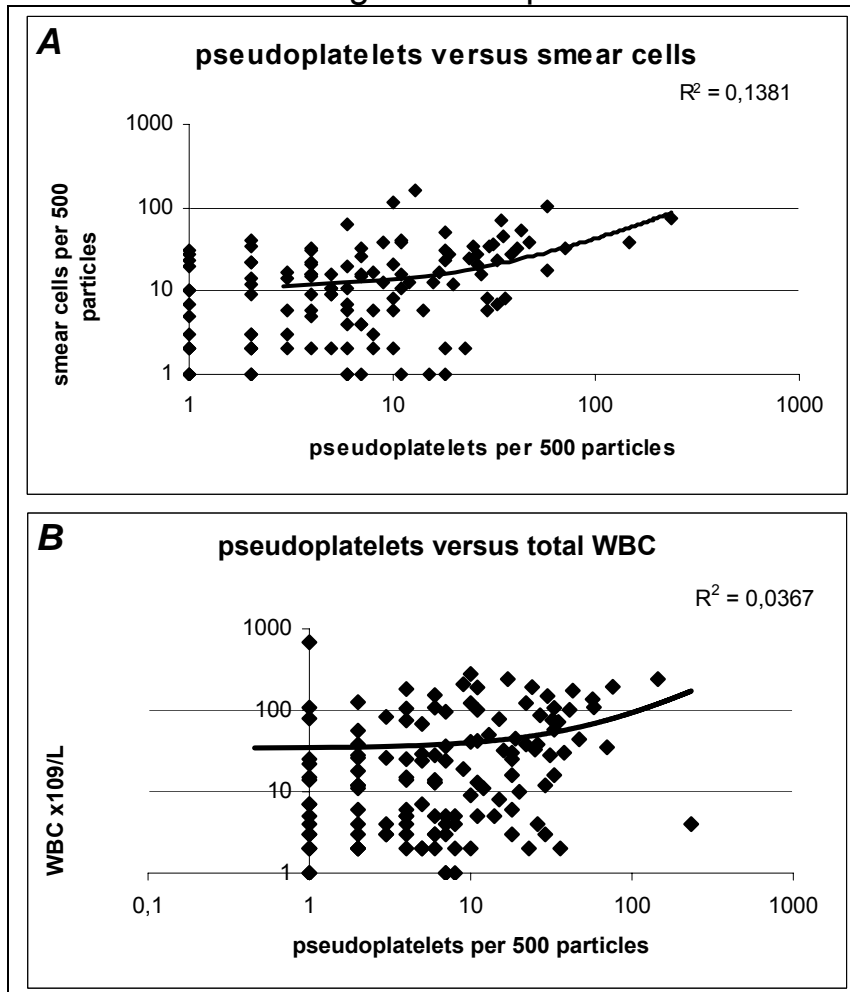 A
pseudoplatelets versus smear cells
R² = 0,1381
1000
100
10
1
smear cells per 500
particles
1 10 100 1000
pseudoplatelets per 500 particles
B
pseudoplatelets versus total WBC
R² = 0,0367
1000
100
10
1
WBC x109/L
0,1 1 10 100 1000
pseudoplatelets per 500 particles